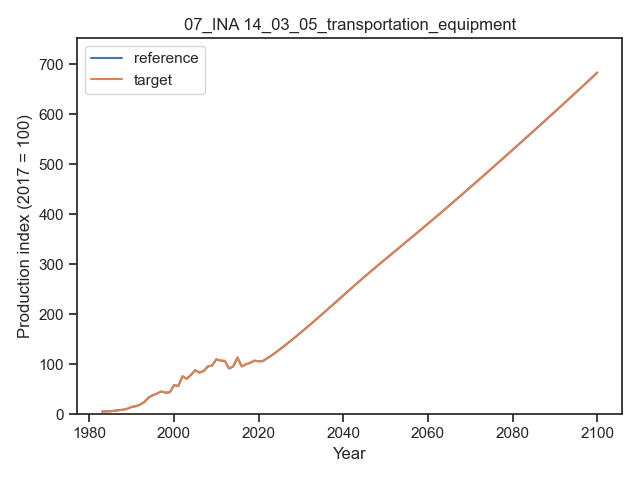 07_INA 14_03_05_transportation_equipment
reference
target
Production index (2017 = 100)
700
600
500
400
300
200
100
0
1980 2000 2020 2040 2060 2080 2100
Year